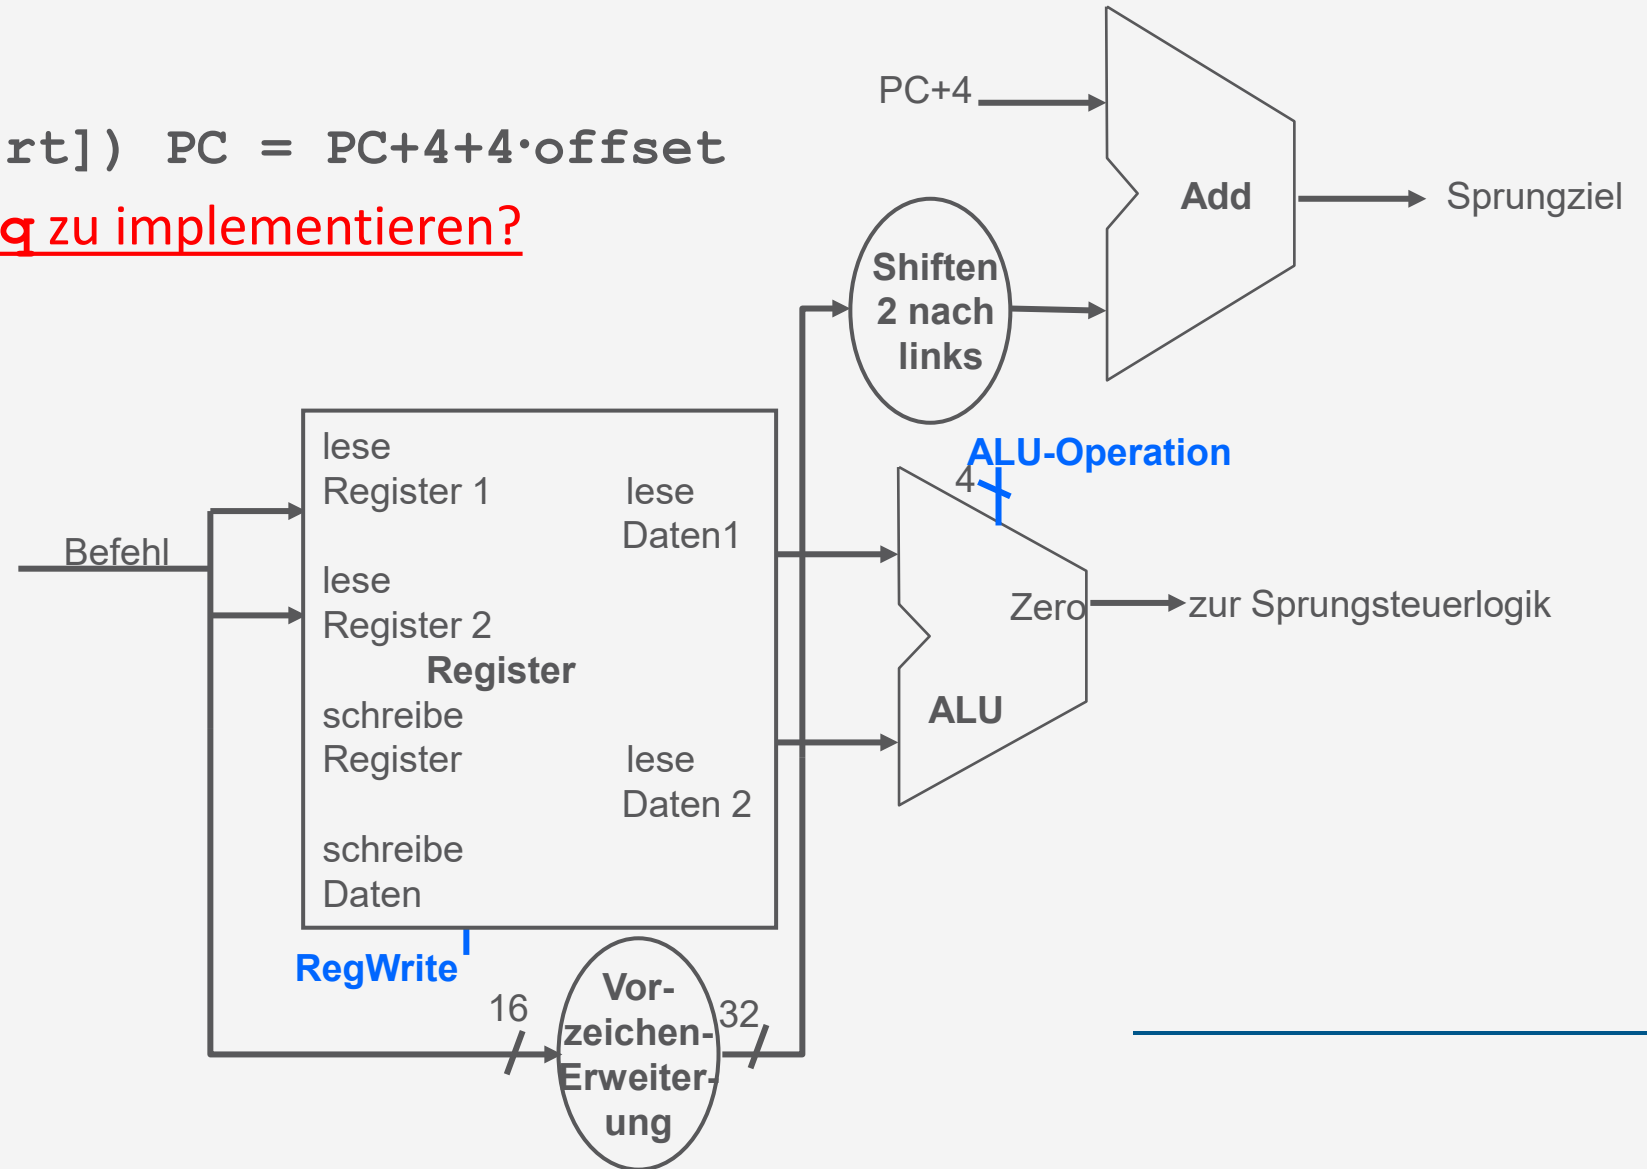 PC+4
rt]) PC = PC+4+4·offset
q zu implementieren?
Add
Sprungziel
Shiften
2 nach
links
ALU-Operation
4
lese
Register 1
lese
Daten1
Befehl
lese
Register 2
Register
schreibe
Register
lese
Daten 2
schreibe
Daten
Zero
zur Sprungsteuerlogik
ALU
RegWrite
16
Vor-
zeichen-
Erweiter-
ung
32